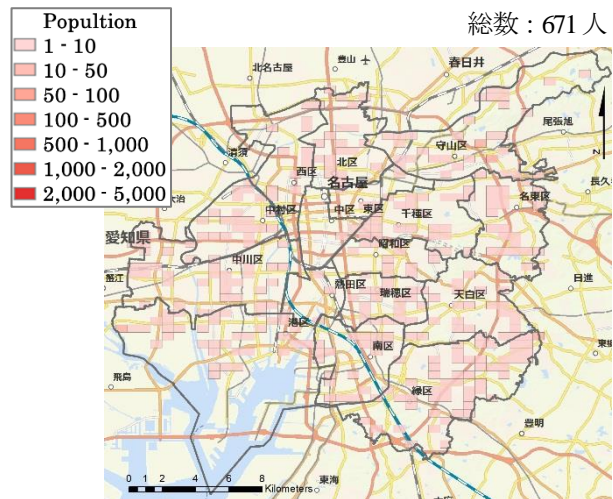 Popultion
1 - 10
10 - 50
50 - 100
100 - 500
500 - 1,000
1,000 - 2,000
2,000 - 5,000
総数：671 人
豊山
春日井
北名古屋
尾張旭
清須
守山区
北区
西区
名古屋
長久
大治
中村区
中区
東区
千種区
名東区
愛知県
昭和区
蟹江
中川区
熱田区
瑞穂区
天白区
日進
港区
南区
飛島
緑区
豊明
東海
0 1 2 4 6 8
Kilometers
N